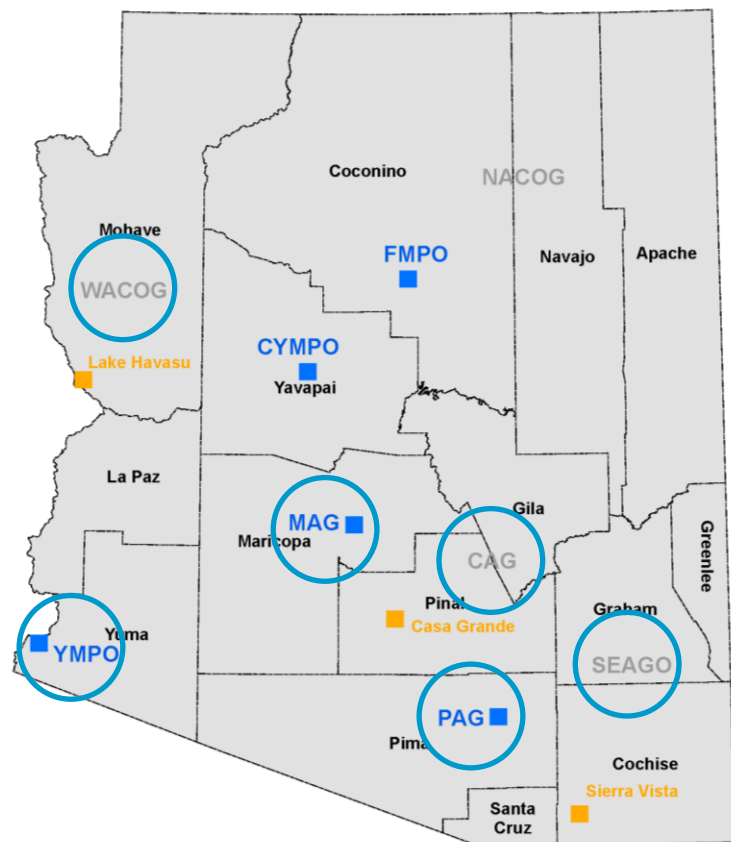 Coconino
NACOG
Mohave
FMPO
Navajo
Apache
WACOG
CYMPO
Lake Havasu
Yavapai
La Paz
MAG
Gila
Maricopa
Greenlee
CAG
Pinal
Graham
Casa Grande
Yuma
YMPO
SEAGO
PAG
Pima
Cochise
Sierra Vista
Santa
Cruz